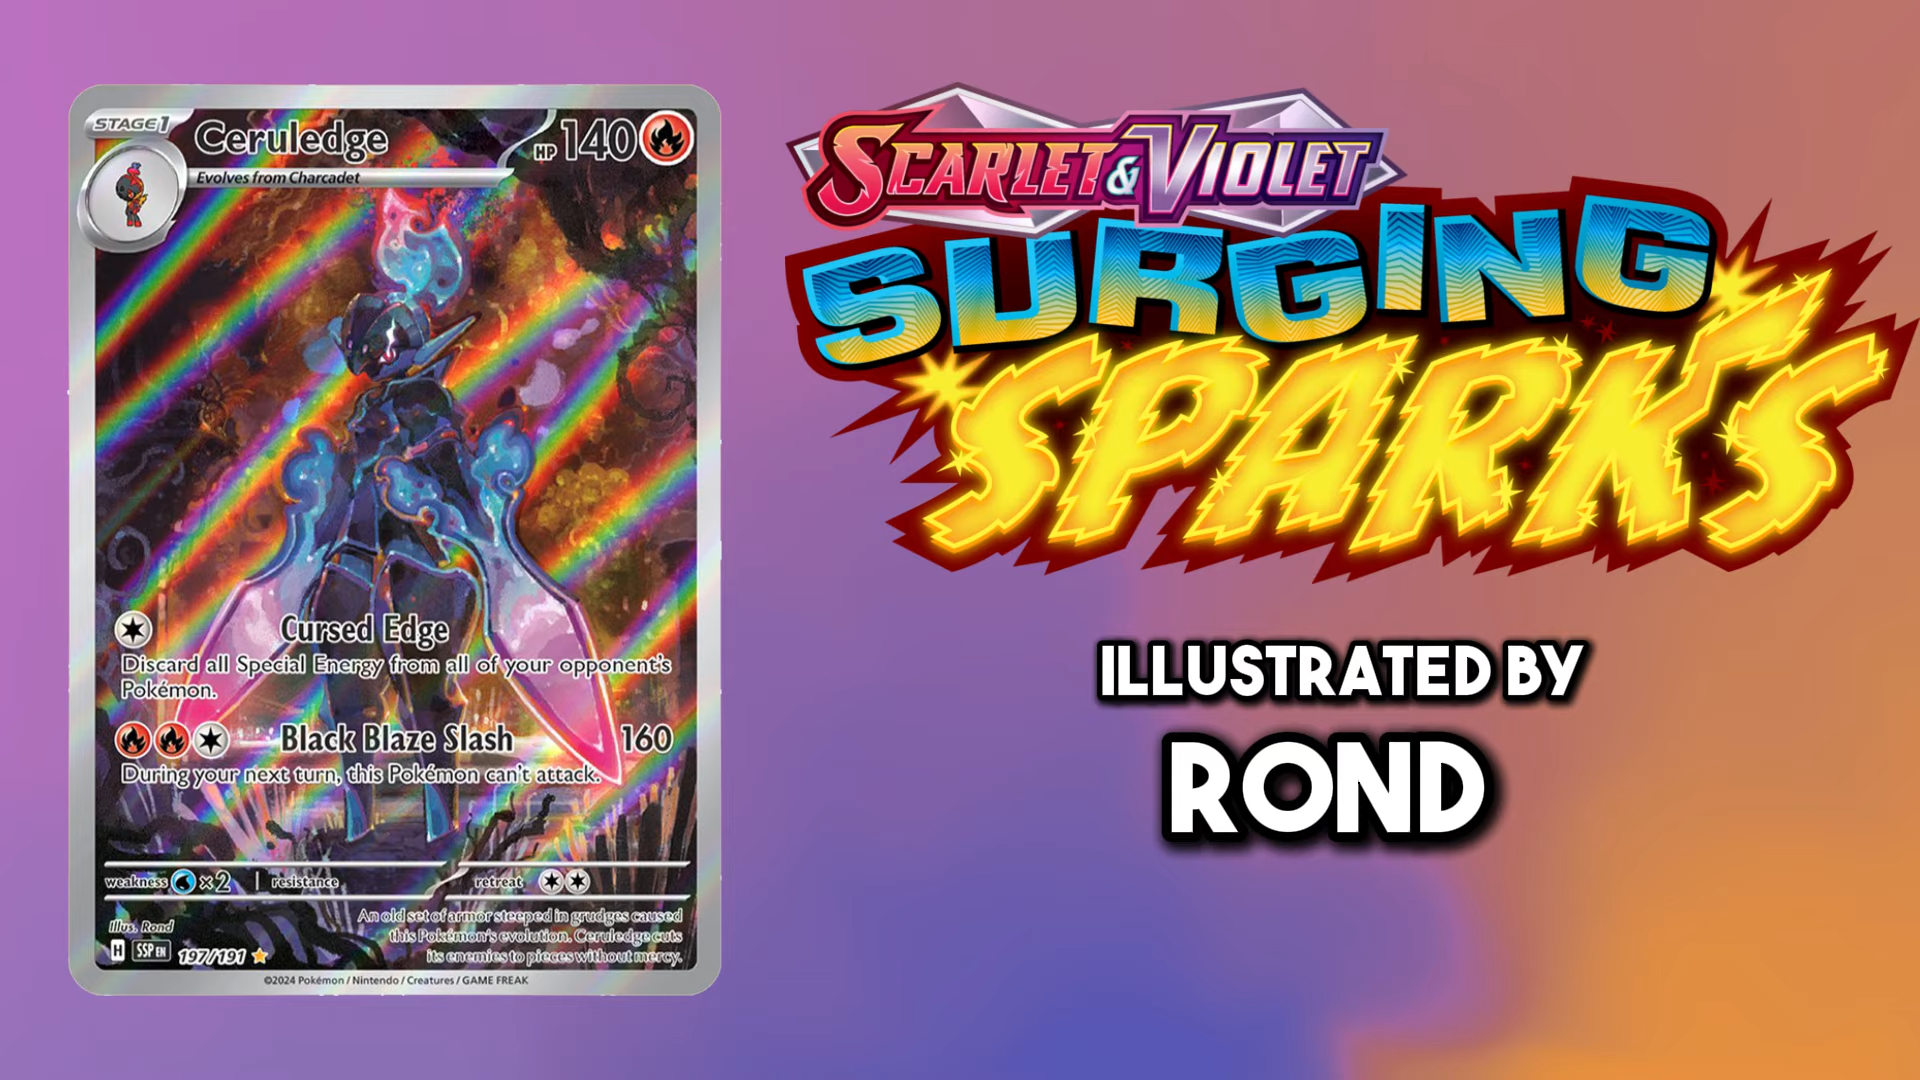 STAGE1
Ceruledge
HP 140
Evolves from Charcadet
Cursed Edge
Discard all Special Energy from all of your opponent's
Pokémon.
Black Blaze Slash 160
During your next turn, this Pokémon can't attack.
weakness ×2 resistance retreat
An old set of armor steeped in grudges caused
this Pokémon's evolution. Ceruledge cuts
its enemies to pieces without mercy.
Illus. Rond
H SSP EN 197/191
©2024 Pokémon / Nintendo / Creatures / GAME FREAK
SCARLET & VIOLET
SURGING
SPARKS
ILLUSTRATED BY
ROND